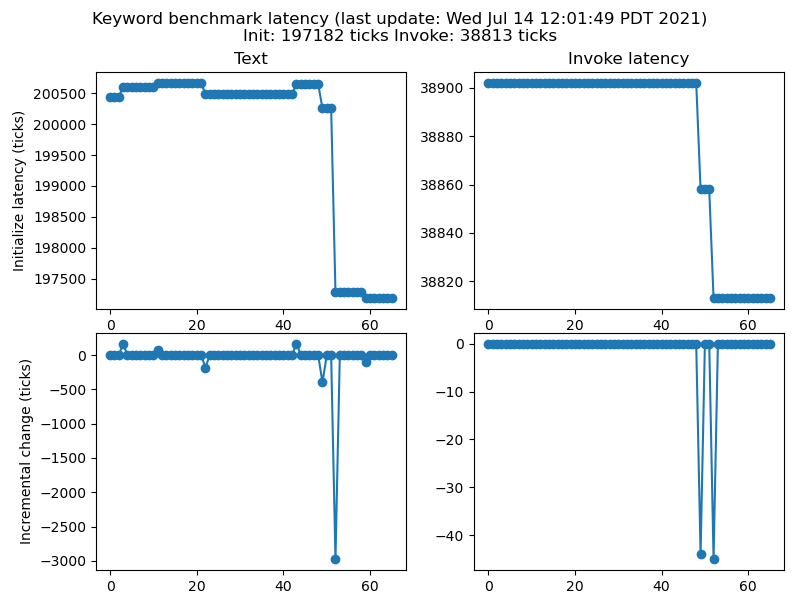 Keyword benchmark latency (last update: Wed Jul 14 12:01:49 PDT 2021)
Init: 197182 ticks Invoke: 38813 ticks
Text
Initialize latency (ticks)
200500
200000
199500
199000
198500
198000
197500
0 20 40 60
Invoke latency
38900
38880
38860
38840
38820
0 20 40 60
Incremental change (ticks)
0
−500
−1000
−1500
−2000
−2500
−3000
0 20 40 60
0
−10
−20
−30
−40
0 20 40 60